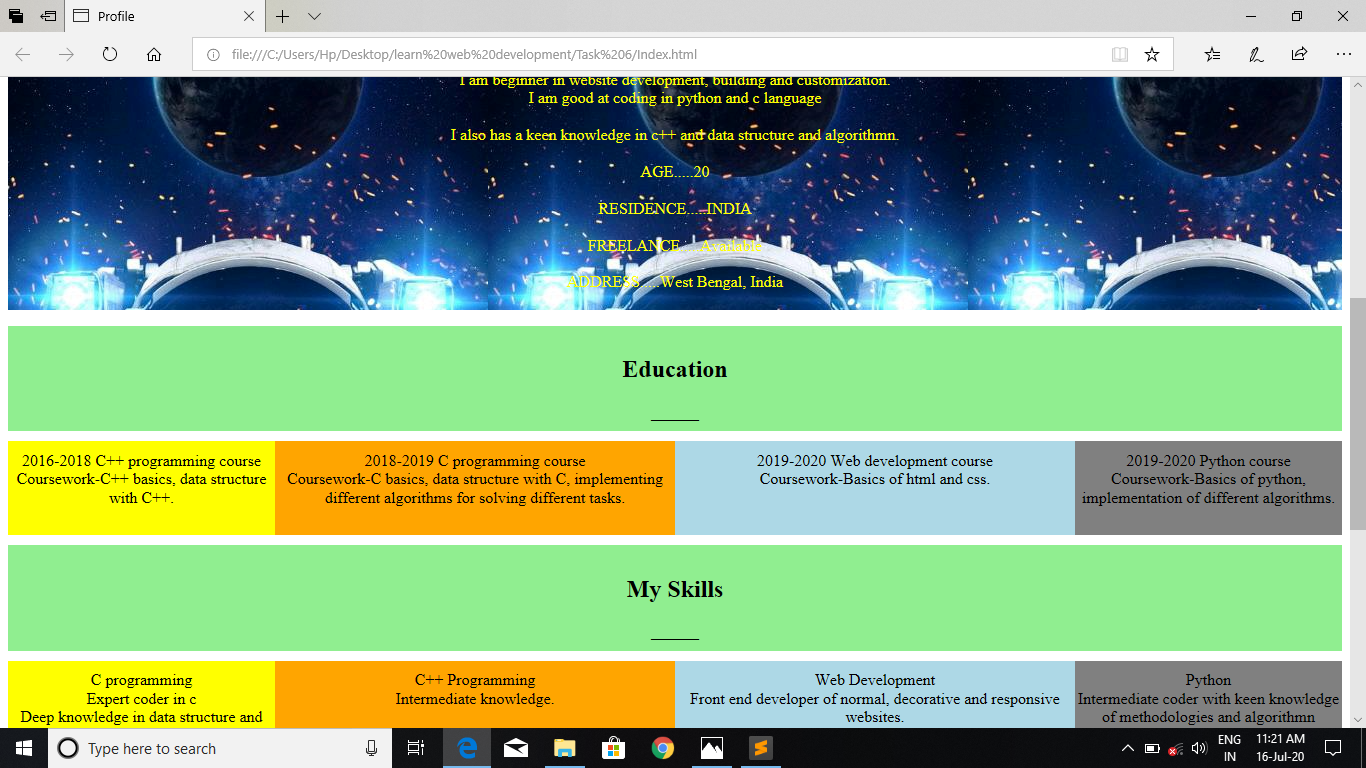 Profile
file:///C:/Users/Hp/Desktop/learn%20web%20development/Task%206/Index.html
I am beginner in website development, building and customization.
I am good at coding in python and c language
I also has a keen knowledge in c++ and data structure and algorithmn.
AGE.....20
RESIDENCE.....INDIA
FREELANCE.....Available
ADDRESS.....West Bengal, India
Education
______
2016-2018 C++ programming course
Coursework-C++ basics, data structure
with C++.
2018-2019 C programming course
Coursework-C basics, data structure with C, implementing
different algorithms for solving different tasks.
2019-2020 Web development course
Coursework-Basics of html and css.
2019-2020 Python course
Coursework-Basics of python,
implementation of different algorithms.
My Skills
______
C programming
Expert coder in c
Deep knowledge in data structure and
C++ Programming
Intermediate knowledge.
Web Development
Front end developer of normal, decorative and responsive
websites.
Python
Intermediate coder with keen knowledge
of methodologies and algorithmn
Type here to search
ENG
IN
11:21 AM
16-Jul-20